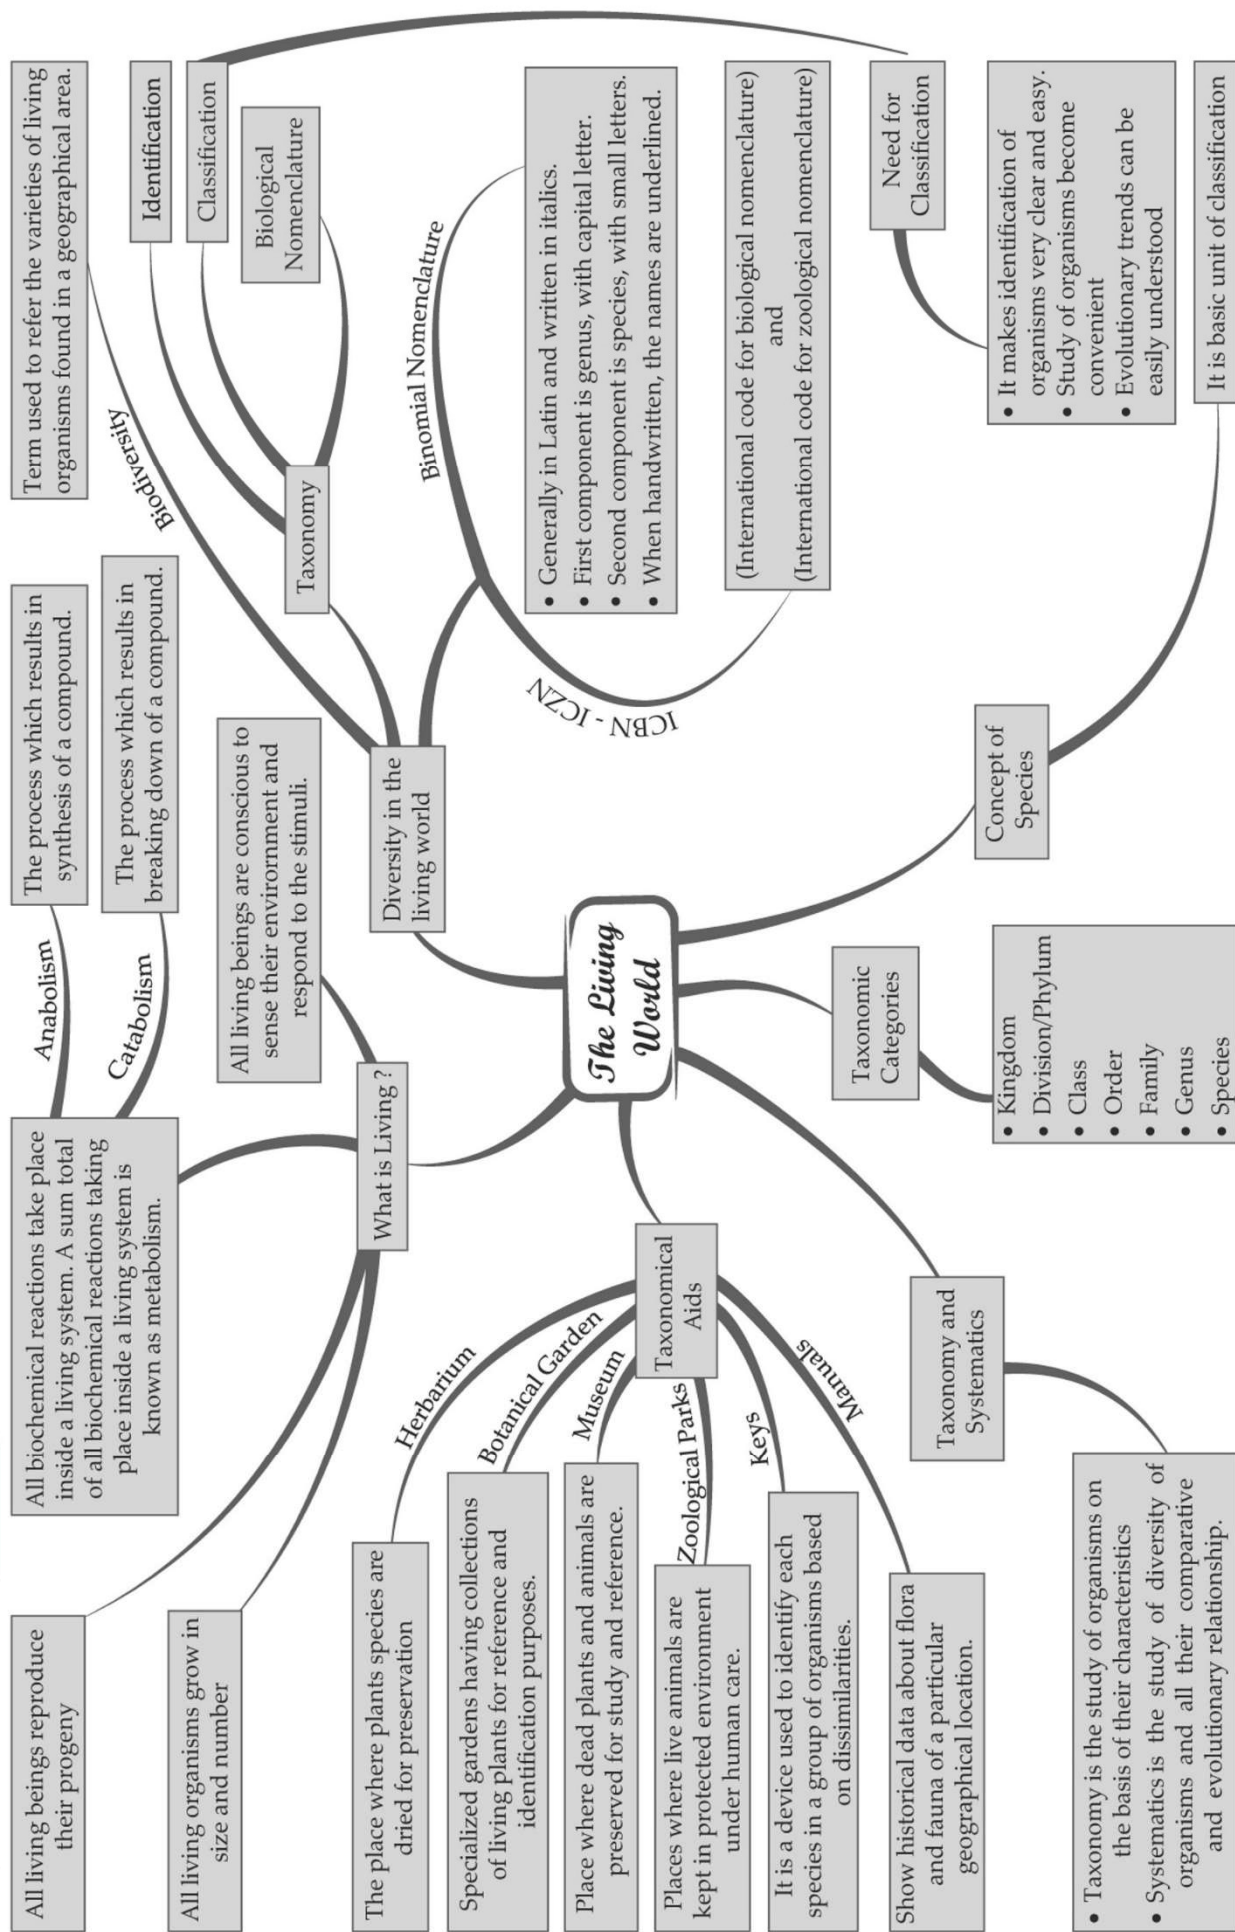 All living beings reproduce
their progeny
All living organisms grow in
size and number
All biochemical reactions take place
inside a living system. A sum total
of all biochemical reactions taking
place inside a living system is
known as metabolism.
Anabolism
The process which results in
synthesis of a compound.
Catabolism
The process which results in
breaking down of a compound.
What is Living ?
All living beings are conscious to
sense their envirornment and
respond to the stimuli.
The Living
World
Diversity in the
living world
Biodiversity
Term used to refer the varieties of living
organisms found in a geographical area.
Taxonomy
Identification
Classification
Biological
Nomenclature
Binomial Nomenclature
• Generally in Latin and written in italics.
• First component is genus, with capital letter.
• Second component is species, with small letters.
• When handwritten, the names are underlined.
ICBN - ICZN
(International code for biological nomenclature)
and
(International code for zoological nomenclature)
Need for
Classification
• It makes identification of
organisms very clear and easy.
• Study of organisms become
convenient
• Evolutionary trends can be
easily understood
Concept of
Species
It is basic unit of classification
Taxonomic
Categories
• Kingdom
• Division/Phylum
• Class
• Order
• Family
• Genus
• Species
Taxonomical
Aids
Herbarium
The place where plants species are
dried for preservation
Botanical Garden
Specialized gardens having collections
of living plants for reference and
identification purposes.
Museum
Place where dead plants and animals are
preserved for study and reference.
Zoological Parks
Places where live animals are
kept in protected environment
under human care.
Keys
It is a device used to identify each
species in a group of organisms based
on dissimilarities.
Manuals
Show historical data about flora
and fauna of a particular
geographical location.
Taxonomy and
Systematics
• Taxonomy is the study of organisms on
the basis of their characteristics
• Systematics is the study of diversity of
organisms and all their comparative
and evolutionary relationship.